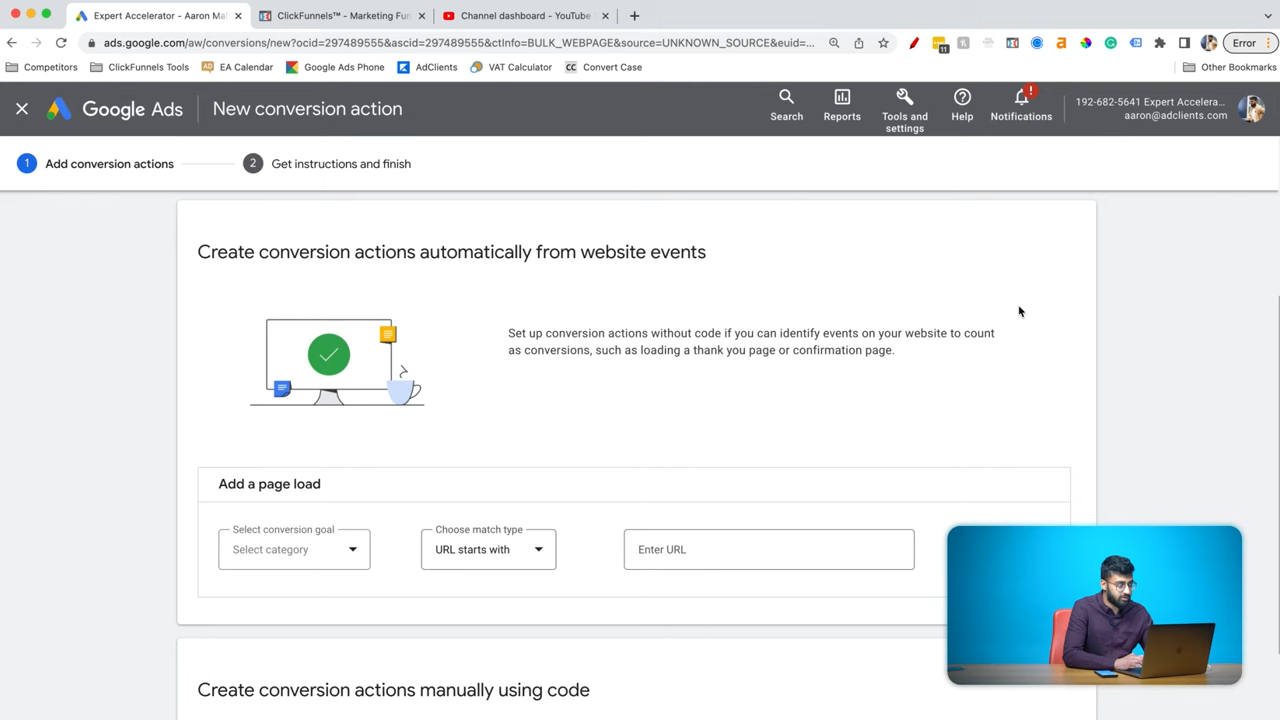 Expert Accelerator - Aaron Ma
ClickFunnels™ - Marketing Fun
Channel dashboard - YouTube
ads.google.com/aw/conversions/new?ocid=297489555&ascid=297489555&ctInfo=BULK_WEBPAGE&source=UNKNOWN_SOURCE&euid=...
11
Error
Competitors
ClickFunnels Tools
EA Calendar
Google Ads Phone
AdClients
VAT Calculator
CC Convert Case
Other Bookmarks
Google Ads
New conversion action
Search
Reports
Tools and
settings
Help
Notifications
192-682-5641 Expert Accelera...
aaron@adclients.com
1 Add conversion actions
2 Get instructions and finish
Create conversion actions automatically from website events
Set up conversion actions without code if you can identify events on your website to count
as conversions, such as loading a thank you page or confirmation page.
Add a page load
Select conversion goal
Select category
Choose match type
URL starts with
Enter URL
Create conversion actions manually using code